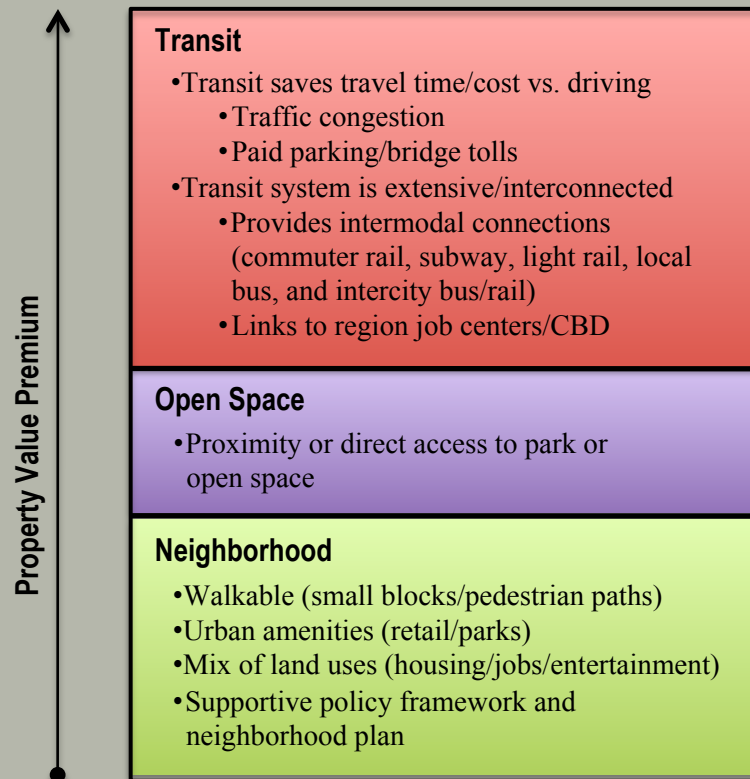 Property Value Premium
Transit
•Transit saves travel time/cost vs. driving
•Traffic congestion
•Paid parking/bridge tolls
•Transit system is extensive/interconnected
•Provides intermodal connections
(commuter rail, subway, light rail, local
bus, and intercity bus/rail)
•Links to region job centers/CBD
Open Space
•Proximity or direct access to park or
open space
Neighborhood
•Walkable (small blocks/pedestrian paths)
•Urban amenities (retail/parks)
•Mix of land uses (housing/jobs/entertainment)
•Supportive policy framework and
neighborhood plan